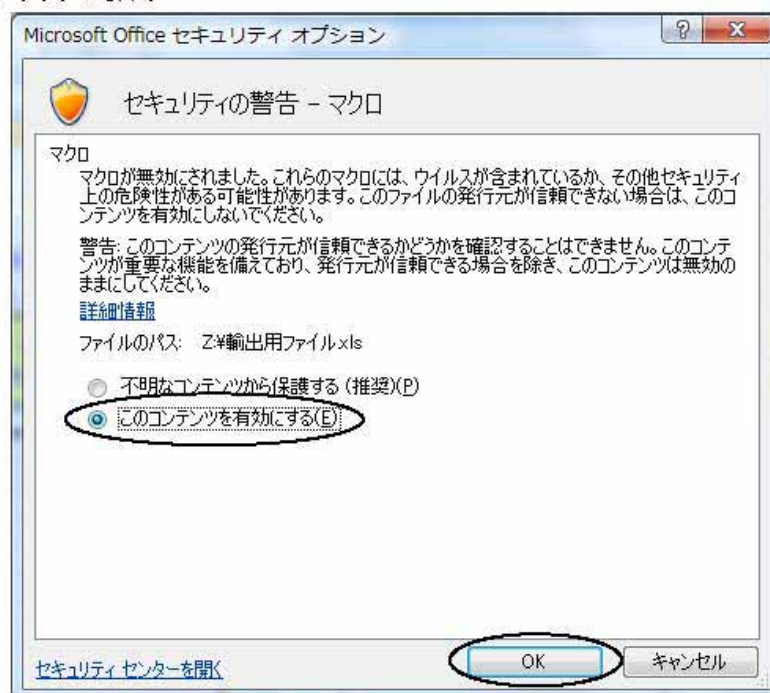 Microsoft Office セキュリティ オプション
セキュリティの警告 - マクロ
マクロ
マクロが無効にされました。これらのマクロには、ウイルスが含まれているか、その他セキュリティ
上の危険性がある可能性があります。このファイルの発行元が信頼できない場合は、このコ
ンテンツを有効にしないでください。
警告: このコンテンツの発行元が信頼できるかどうかを確認することはできません。このコンテ
ンツが重要な機能を備えており、発行元が信頼できる場合を除き、このコンテンツは無効の
ままにしてください。
詳細情報
ファイルのパス: Z:¥輸出用ファイル.xls
不明なコンテンツから保護する (推奨)(P)
このコンテンツを有効にする(E)
セキュリティ センターを開く
OK
キャンセル